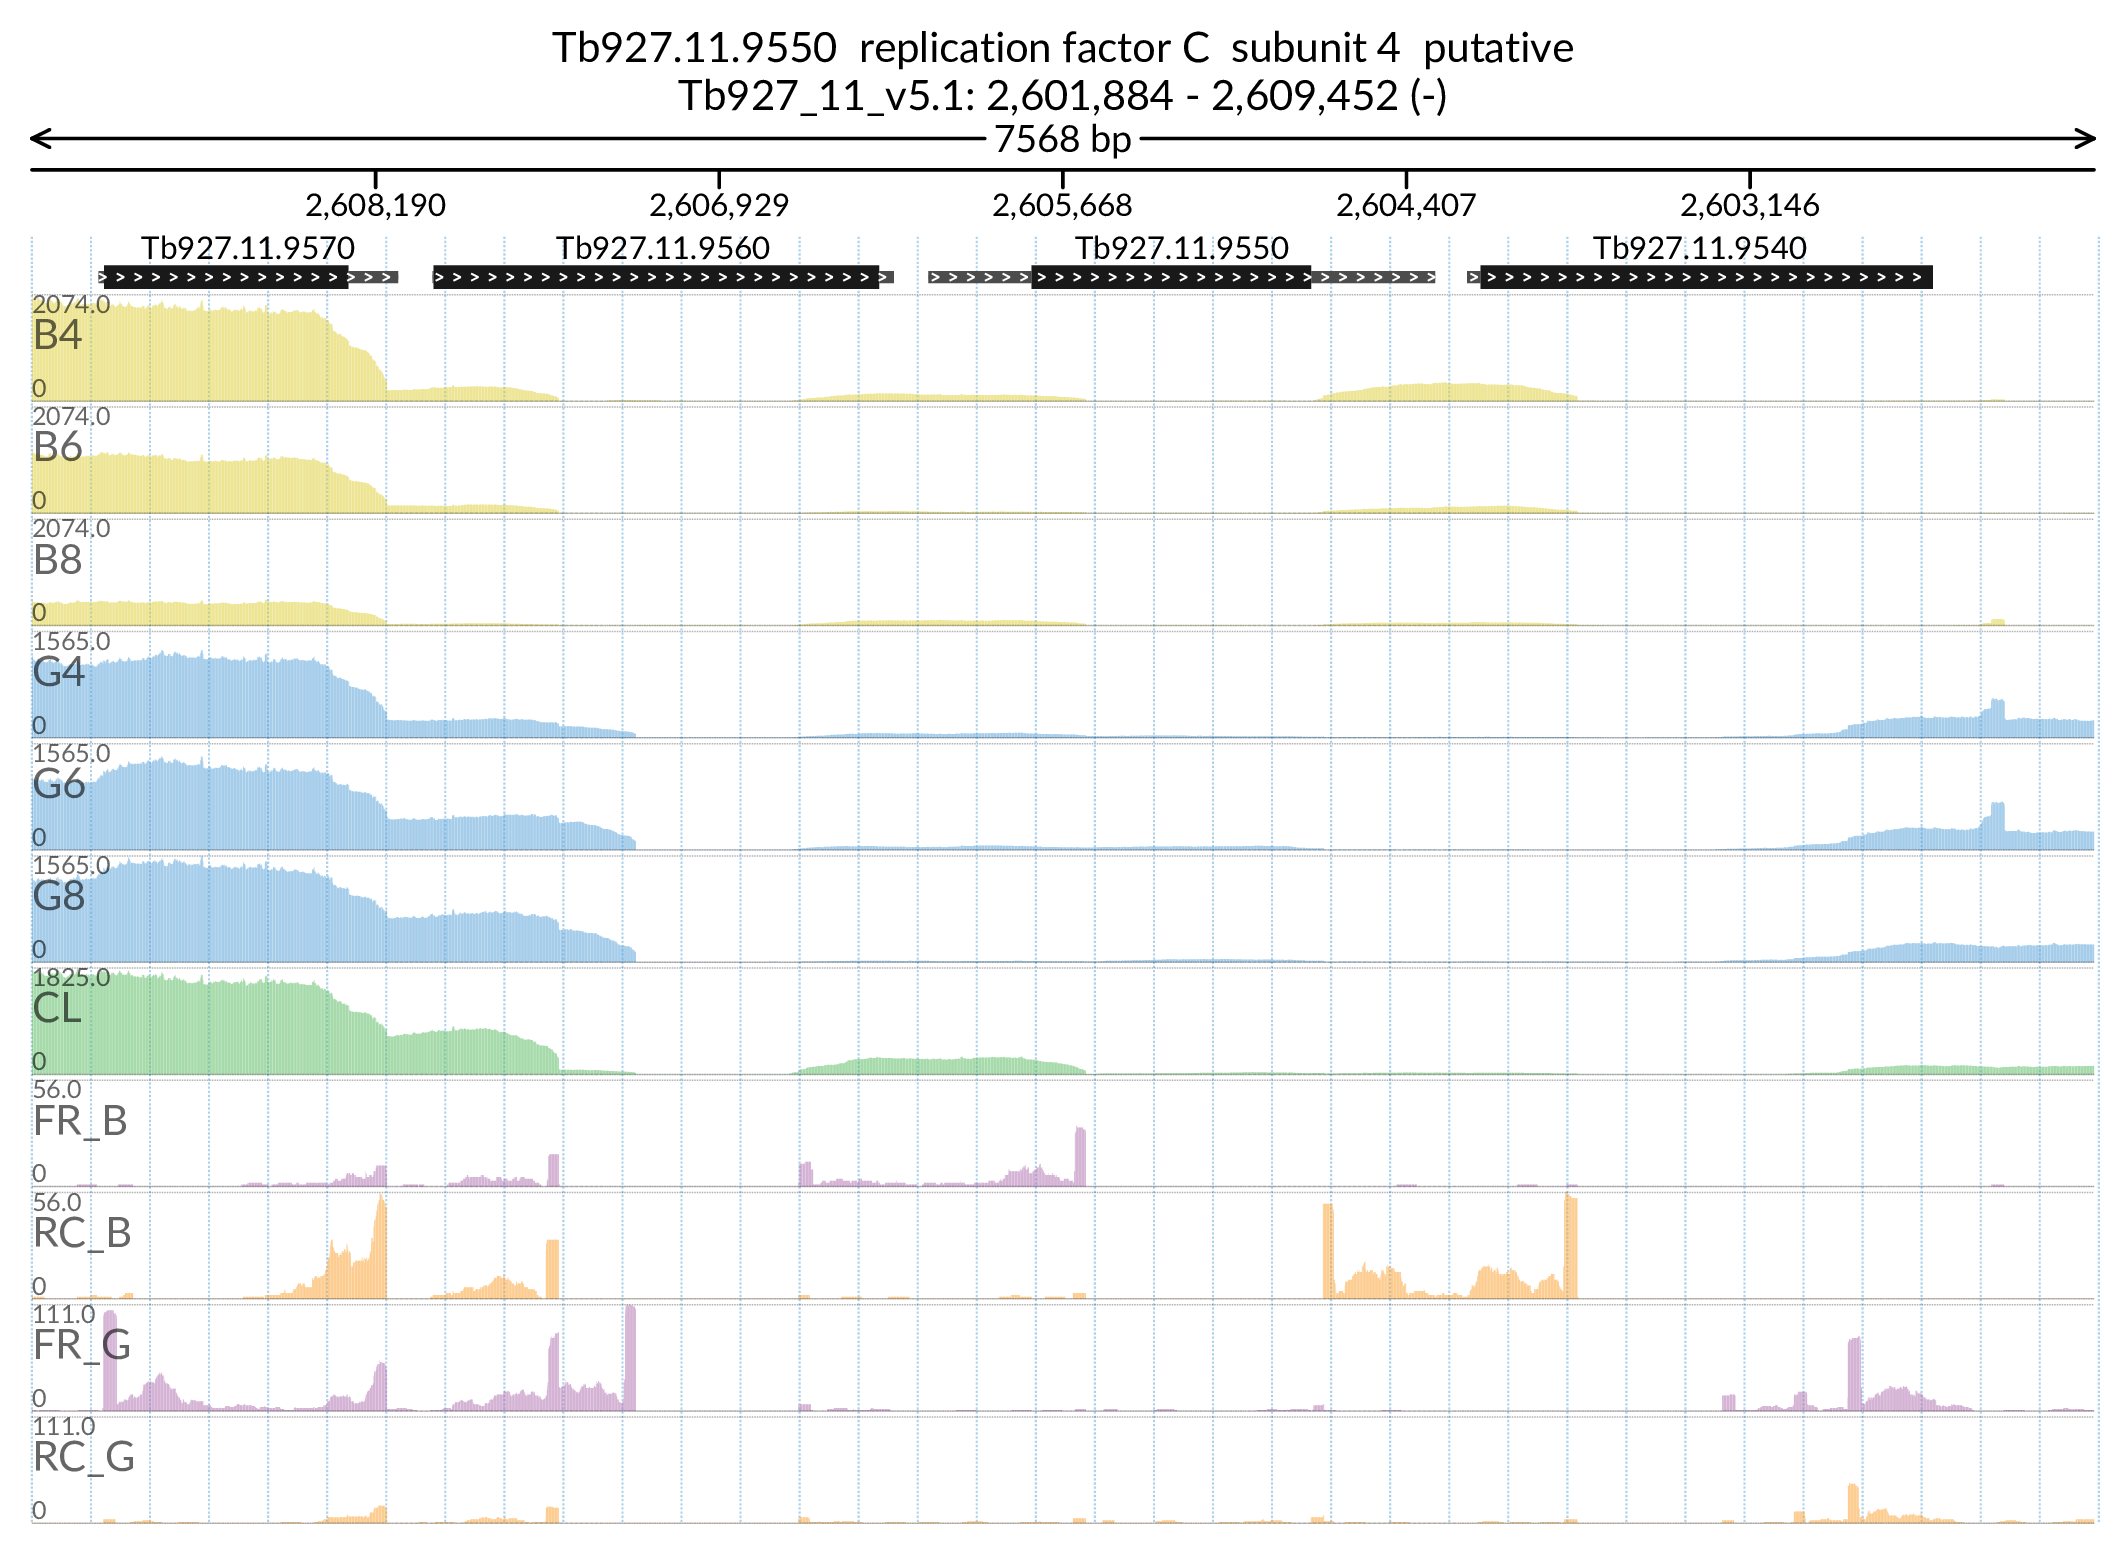 Tb927.11.9550 replication factor C subunit 4 putative
Tb927_11_v5.1: 2,601,884 - 2,609,452 (-)
7568 bp
2,608,190 2,606,929 2,605,668 2,604,407 2,603,146
Tb927.11.9570 Tb927.11.9560 Tb927.11.9550 Tb927.11.9540
2074.0
B4
0
2074.0
B6
0
2074.0
B8
0
1565.0
G4
0
1565.0
G6
0
1565.0
G8
0
1825.0
CL
0
56.0
FR_B
0
56.0
RC_B
0
111.0
FR_G
0
111.0
RC_G
0